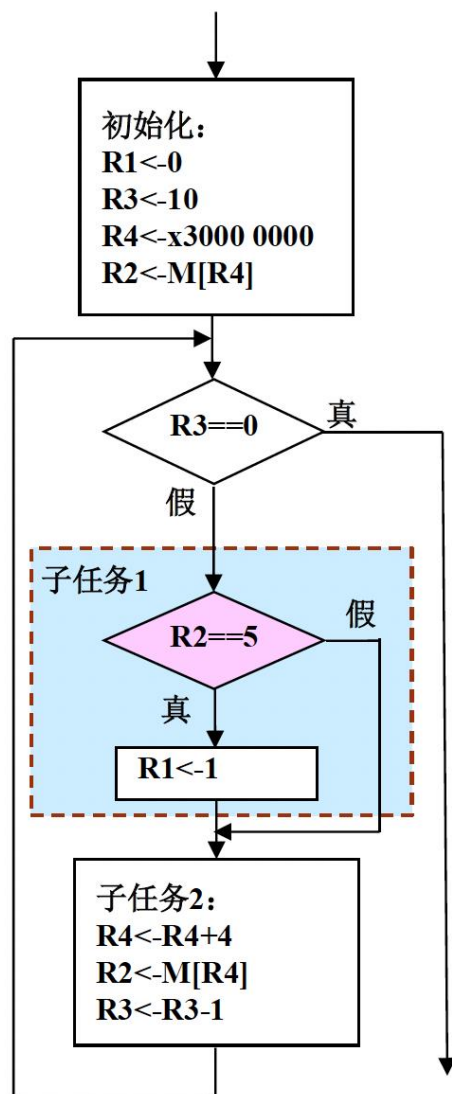 初始化：
R1<-0
R3<-10
R4<-x3000 0000
R2<-M[R4]
R3==0
真
假
子任务1
R2==5
假
真
R1<-1
子任务2：
R4<-R4+4
R2<-M[R4]
R3<-R3-1